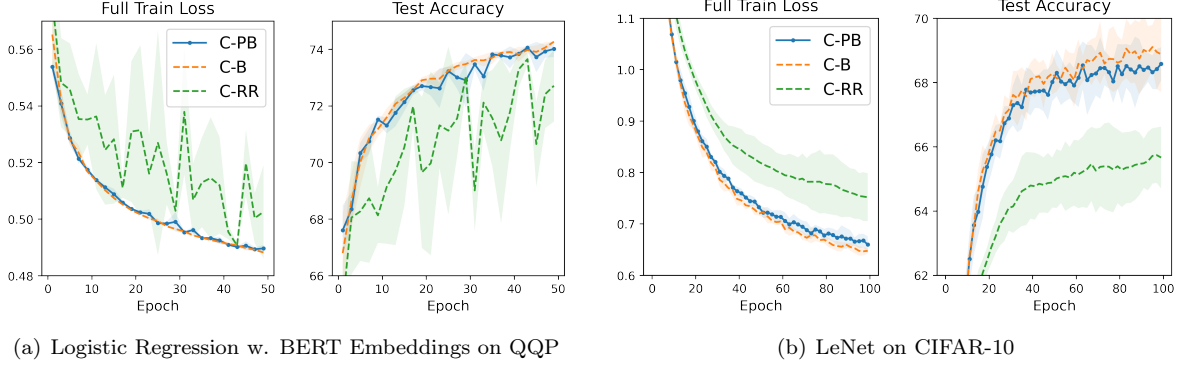 Full Train Loss
0.56
0.54
0.52
0.50
0.48
C-PB
C-B
C-RR
0 10 20 30 40 50
Epoch
Test Accuracy
74
72
70
68
66
0 10 20 30 40 50
Epoch
(a) Logistic Regression w. BERT Embeddings on QQP
Full Train Loss
1.1
1.0
0.9
0.8
0.7
0.6
C-PB
C-B
C-RR
0 20 40 60 80 100
Epoch
Test Accuracy
70
68
66
64
62
0 20 40 60 80 100
Epoch
(b) LeNet on CIFAR-10